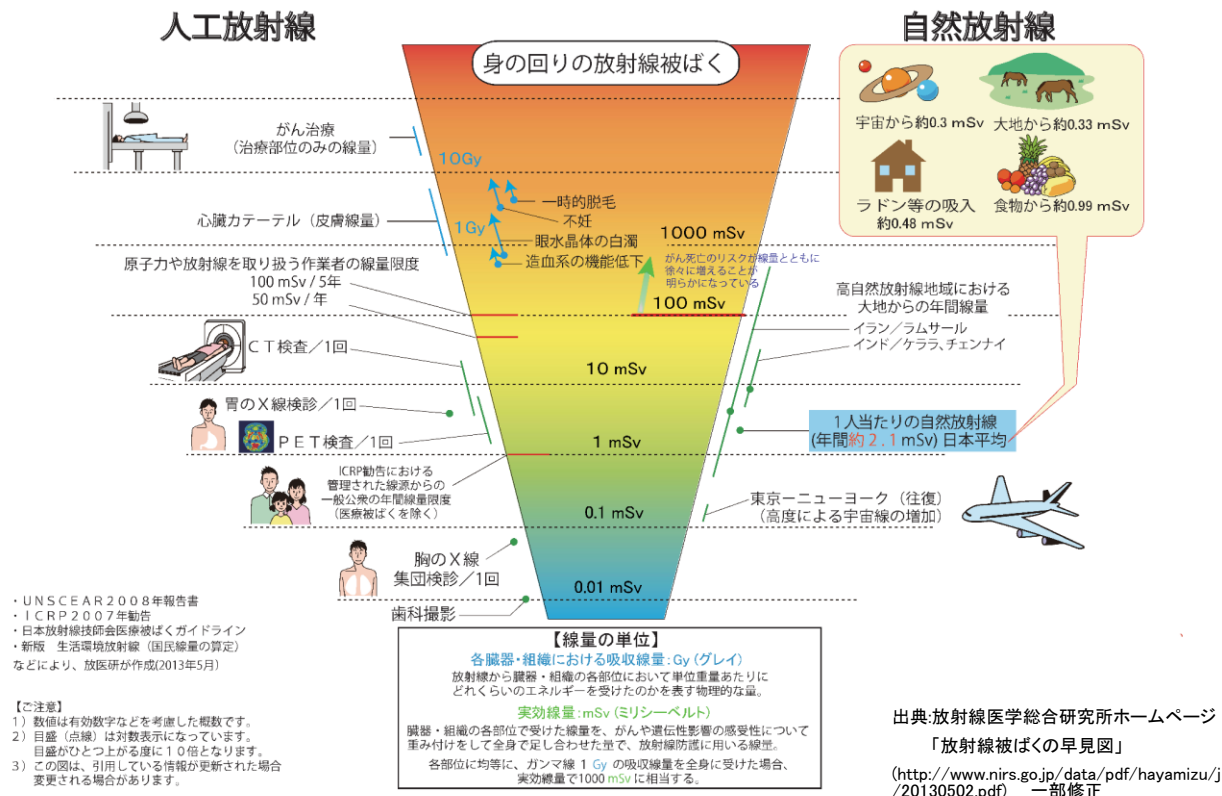 人工放射線
自然放射線
身の回りの放射線被ばく
がん治療
(治療部位のみの線量)
10Gy
心臓カテーテル（皮膚線量）
1Gy
一時的脱毛
不妊
眼水晶体の白濁
造血系の機能低下
原子力や放射線を取り扱う作業者の線量限度
100 mSv / 5年
50 mSv / 年
ＣＴ検査／1回
胃のＸ線検診／1回
ＰＥＴ検査／1回
ICRP勧告における
管理された線源からの
一般公衆の年間線量限度
(医療被ばくを除く)
胸のＸ線
集団検診／1回
歯科撮影
1000 mSv
がん死亡のリスクが線量とともに
徐々に増えることが
明らかになっている
100 mSv
10 mSv
1 mSv
0.1 mSv
0.01 mSv
宇宙から約0.3 mSv
大地から約0.33 mSv
ラドン等の吸入
約0.48 mSv
食物から約0.99 mSv
高自然放射線地域における
大地からの年間線量
イラン／ラムサール
インド／ケララ、チェンナイ
１人当たりの自然放射線
(年間約２.１mSv) 日本平均
東京ーニューヨーク（往復）
(高度による宇宙線の増加)
・ＵＮＳＣＥＡＲ２００８年報告書
・ＩＣＲＰ２００７年勧告
・日本放射線技師会医療被ばくガイドライン
・新版　生活環境放射線（国民線量の算定）
などにより、放医研が作成(2013年5月)
【ご注意】
1）数値は有効数字などを考慮した概数です。
2）目盛（点線）は対数表示になっています。
目盛がひとつ上がる度に１０倍となります。
3）この図は、引用している情報が更新された場合
変更される場合があります。
【線量の単位】
各臓器・組織における吸収線量：Gy (グレイ)
放射線から臓器・組織の各部位において単位重量あたりに
どれくらいのエネルギーを受けたのかを表す物理的な量。
実効線量：mSv (ミリシーベルト)
臓器・組織の各部位で受けた線量を、がんや遺伝性影響の感受性について
重み付けをして全身で足し合わせた量で、放射線防護に用いる線量。
各部位に均等に、ガンマ線 1 Gy の吸収線量を全身に受けた場合、
実効線量で1000 mSv に相当する。
出典:放射線医学総合研究所ホームページ
「放射線被ばくの早見図」
(http://www.nirs.go.jp/data/pdf/hayamizu/j
/20130502.pdf)　一部修正